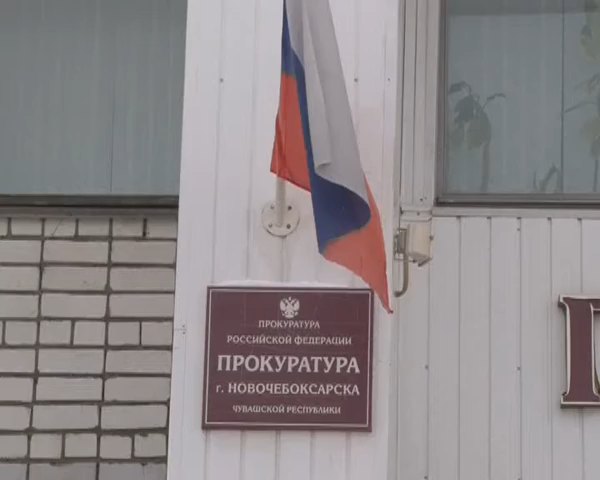 ПРОКУРАТУРА
РОССИЙСКОЙ ФЕДЕРАЦИИ
ПРОКУРАТУРА
г. НОВОЧЕБОКСАРСКА
ЧУВАШСКОЙ РЕСПУБЛИКИ